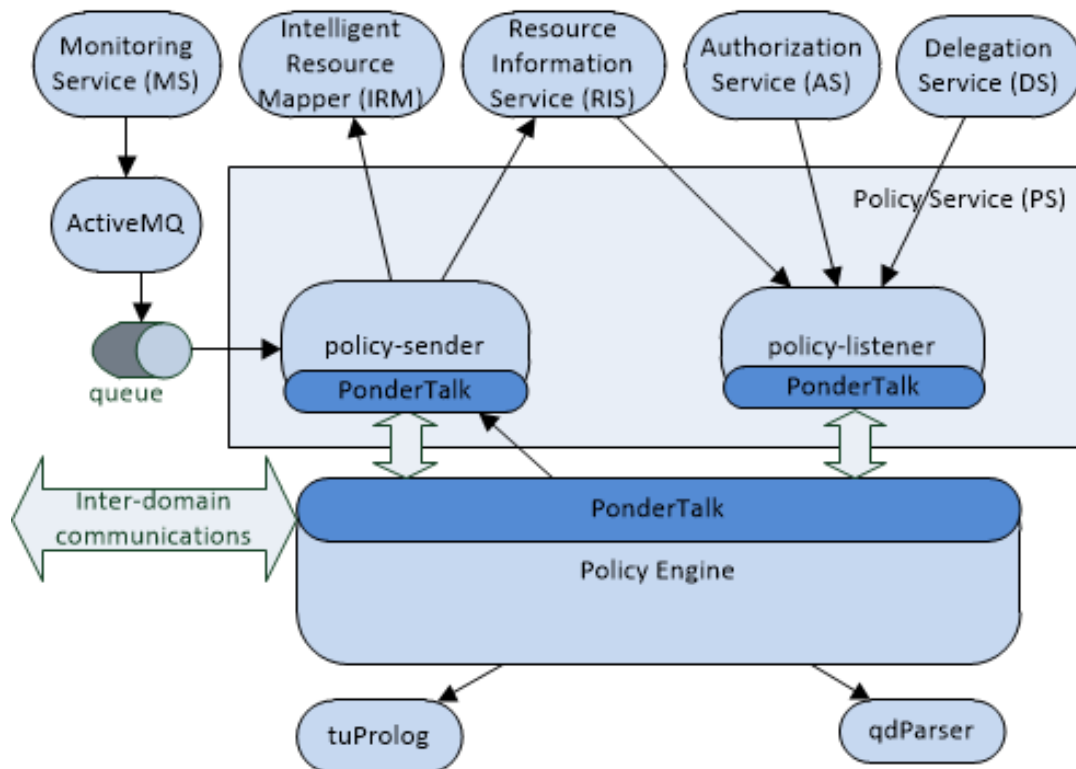 Monitoring
Service (MS)
Intelligent
Resource
Mapper (IRM)
Resource
Information
Service (RIS)
Authorization
Service (AS)
Delegation
Service (DS)
ActiveMQ
Policy Service (PS)
policy-sender
PonderTalk
policy-listener
PonderTalk
queue
Inter-domain
communications
PonderTalk
Policy Engine
tuProlog
qdParser